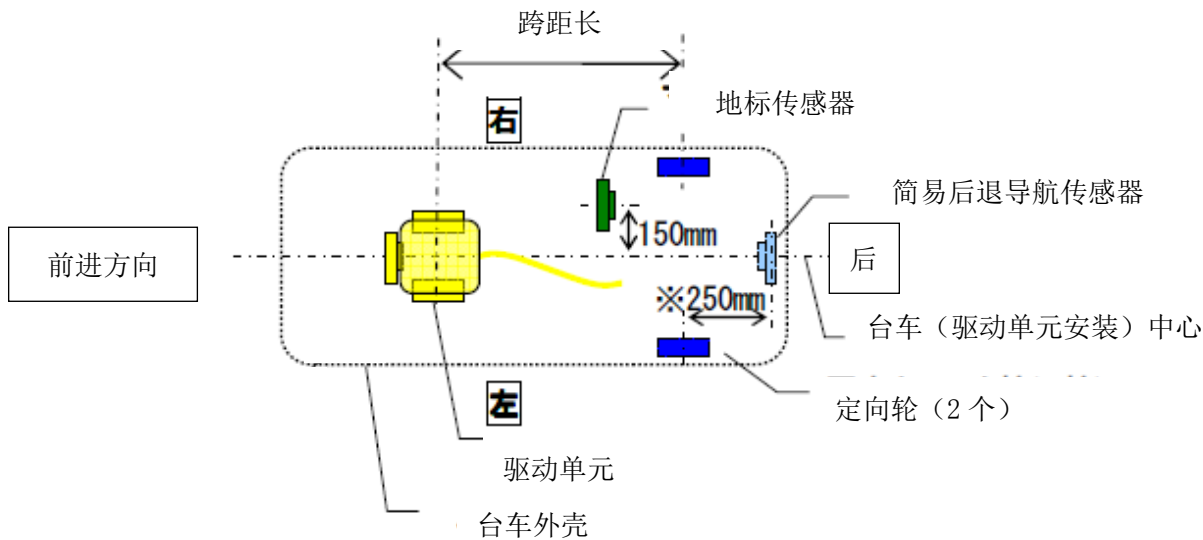 跨距长
右
地标传感器
简易后退导航传感器
150mm
前进方向
后
※250mm
台车（驱动单元安装）中心
左
定向轮（2 个）
驱动单元
台车外壳